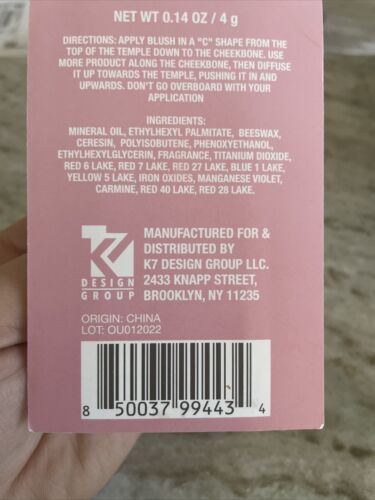 NET WT 0.14 OZ / 4 g
DIRECTIONS: APPLY BLUSH IN A "C" SHAPE FROM THE
TOP OF THE TEMPLE DOWN TO THE CHEEKBONE. USE
MORE PRODUCT ALONG THE CHEEKBONE, THEN DIFFUSE
IT UP TOWARDS THE TEMPLE, PUSHING IT IN AND
UPWARDS. DON'T GO OVERBOARD WITH YOUR
APPLICATION
INGREDIENTS:
MINERAL OIL, ETHYLHEXYL PALMITATE, BEESWAX,
CERESIN, POLYISOBUTENE, PHENOXYETHANOL,
ETHYLHEXYLGLYCERIN, FRAGRANCE, TITANIUM DIOXIDE,
RED 6 LAKE, RED 7 LAKE, RED 27 LAKE, BLUE 1 LAKE,
YELLOW 5 LAKE, IRON OXIDES, MANGANESE VIOLET,
CARMINE, RED 40 LAKE, RED 28 LAKE.
K7
DESIGN
GROUP
MANUFACTURED FOR &
DISTRIBUTED BY
K7 DESIGN GROUP LLC.
2433 KNAPP STREET,
BROOKLYN, NY 11235
ORIGIN: CHINA
LOT: OU012022
8 50037 99443 4